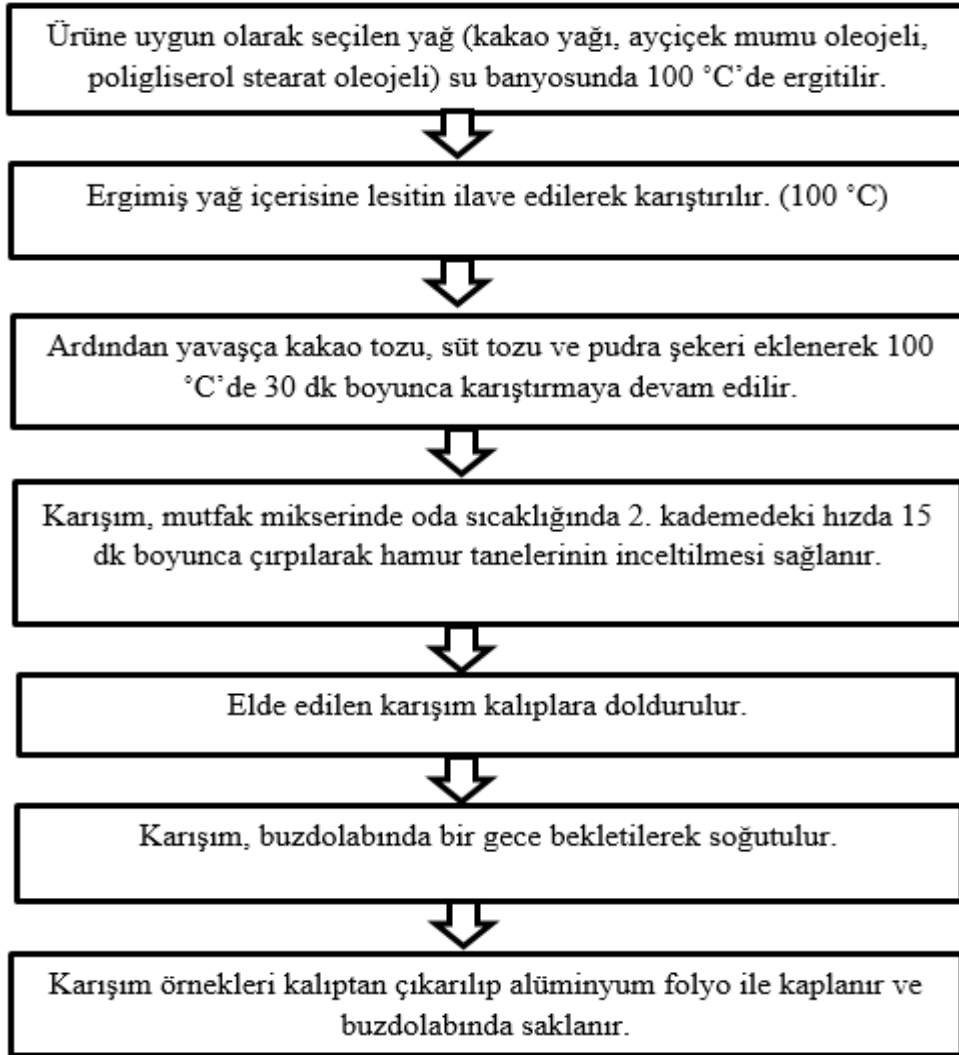 Ürüne uygun olarak seçilen yağ (kakao yağı, ayçiçek mumu oleojeli,
poligliserol stearat oleojeli) su banyosunda 100 ˚C'de ergitilir.
Ergimiş yağ içerisine lesitin ilave edilerek karıştırılır. (100 ˚C)
Ardından yavaşça kakao tozu, süt tozu ve pudra şekeri eklenerek 100
˚C'de 30 dk boyunca karıştırmaya devam edilir.
Karışım, mutfak mikserinde oda sıcaklığında 2. kademedeki hızda 15
dk boyunca çırpılarak hamur tanelerinin inceltilmesi sağlanır.
Elde edilen karışım kalıplara doldurulur.
Karışım, buzdolabında bir gece bekletilerek soğutulur.
Karışım örnekleri kalıptan çıkarılıp alüminyum folyo ile kaplanır ve
buzdolabında saklanır.